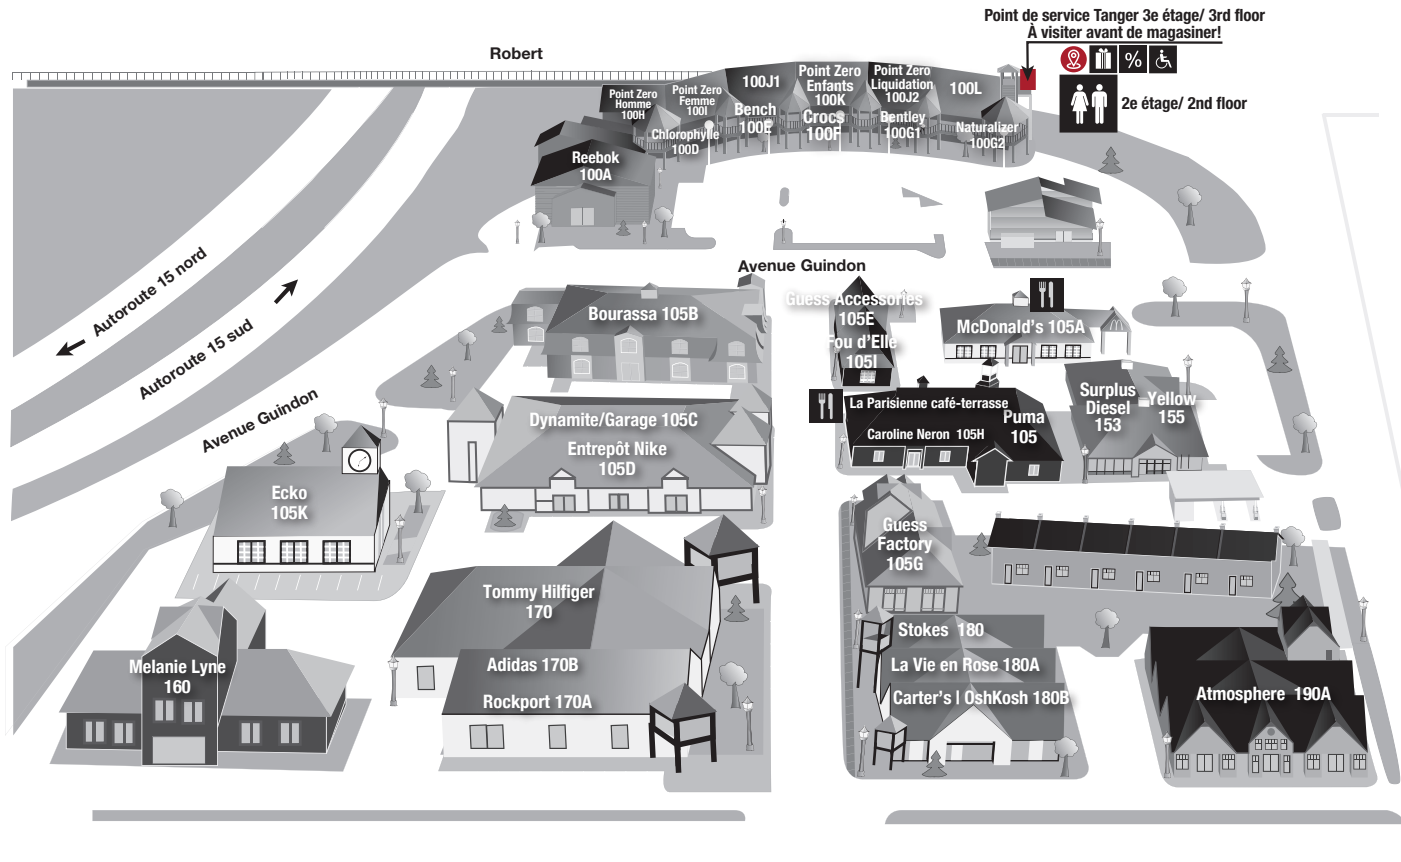 Point de service Tanger 3e étage/ 3rd floor
À visiter avant de magasiner!
%
2e étage/ 2nd floor
Robert
Point Zero
Homme
100H
Point Zero
Femme
100I
100J1
Point Zero
Enfants
100K
Point Zero
Liquidation
100J2
100L
Chlorophylle
100D
Bench
100E
Crocs
100F
Bentley
100G1
Naturalizer
100G2
Reebok
100A
Autoroute 15 nord
Autoroute 15 sud
Avenue Guindon
Avenue Guindon
Bourassa 105B
Guess Accessories
105E
Fou d'Elle
105I
McDonald's 105A
Dynamite/Garage 105C
Entrepôt Nike
105D
La Parisienne café-terrasse
Caroline Neron 105H
Puma
105
Surplus
Diesel
153
Yellow
155
Ecko
105K
Guess
Factory
105G
Tommy Hilfiger
170
Adidas 170B
Rockport 170A
Melanie Lyne
160
Stokes 180
La Vie en Rose 180A
Carter's | OshKosh 180B
Atmosphere 190A